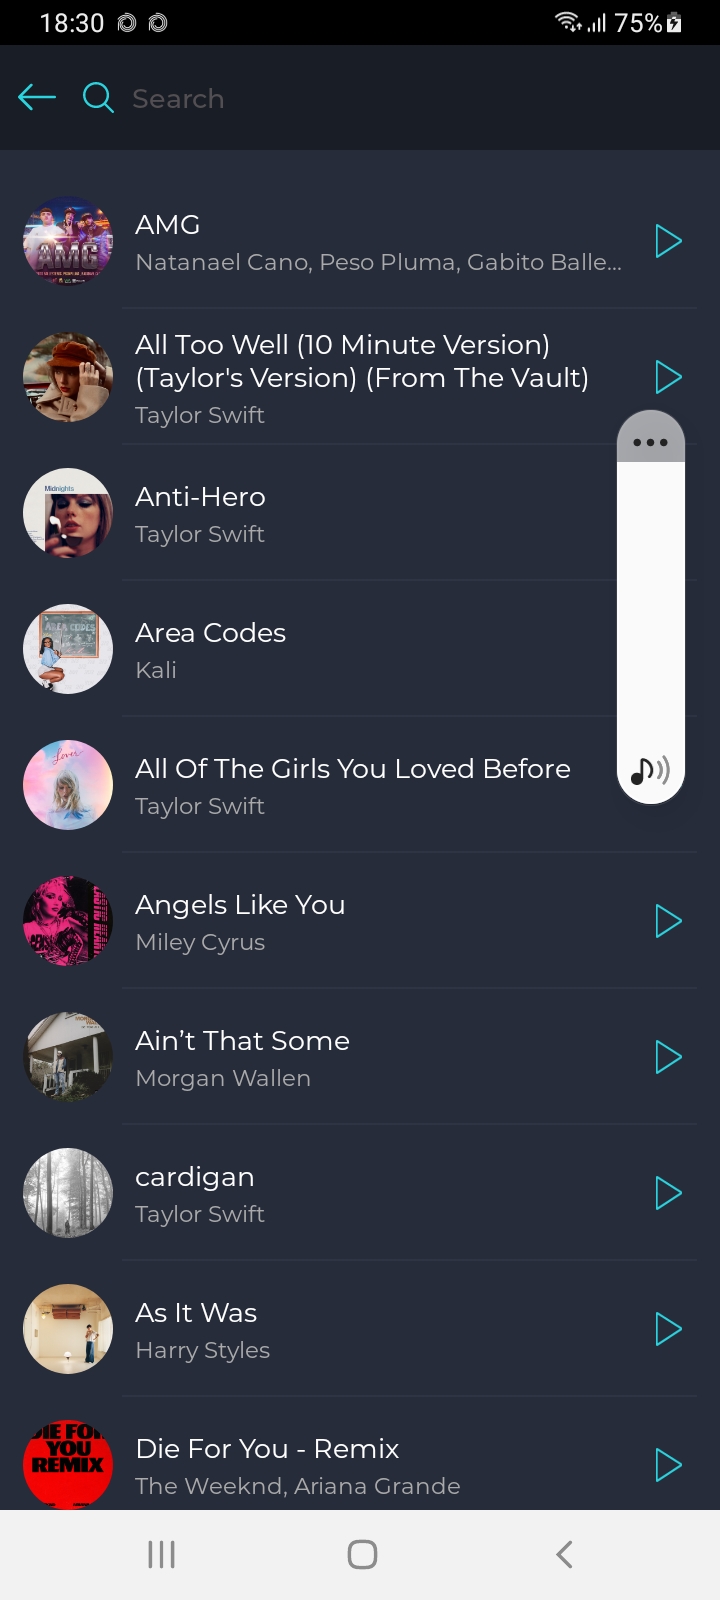 18:30
75%
Search
AMG
AMG
Natanael Cano, Peso Pluma, Gabito Balle...
All Too Well (10 Minute Version)
(Taylor's Version) (From The Vault)
Taylor Swift
Midnights
Anti-Hero
Taylor Swift
AREA CODES
Area Codes
Kali
Lover
All Of The Girls You Loved Before
Taylor Swift
Angels Like You
Miley Cyrus
Ain’t That Some
Morgan Wallen
cardigan
Taylor Swift
As It Was
Harry Styles
DIE FOR
YOU
REMIX
Die For You - Remix
The Weeknd, Ariana Grande